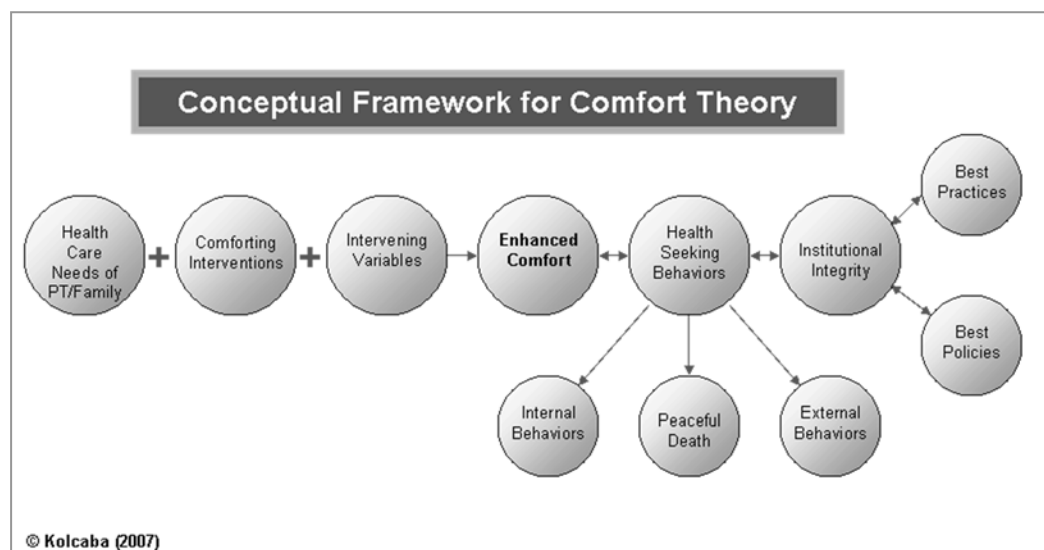 Conceptual Framework for Comfort Theory
Health
Care
Needs of
PT/Family
+
Comforting
Interventions
+
Intervening
Variables
Enhanced
Comfort
Health
Seeking
Behaviors
Institutional
Integrity
Best
Practices
Best
Policies
Internal
Behaviors
Peaceful
Death
External
Behaviors
© Kolcaba (2007)